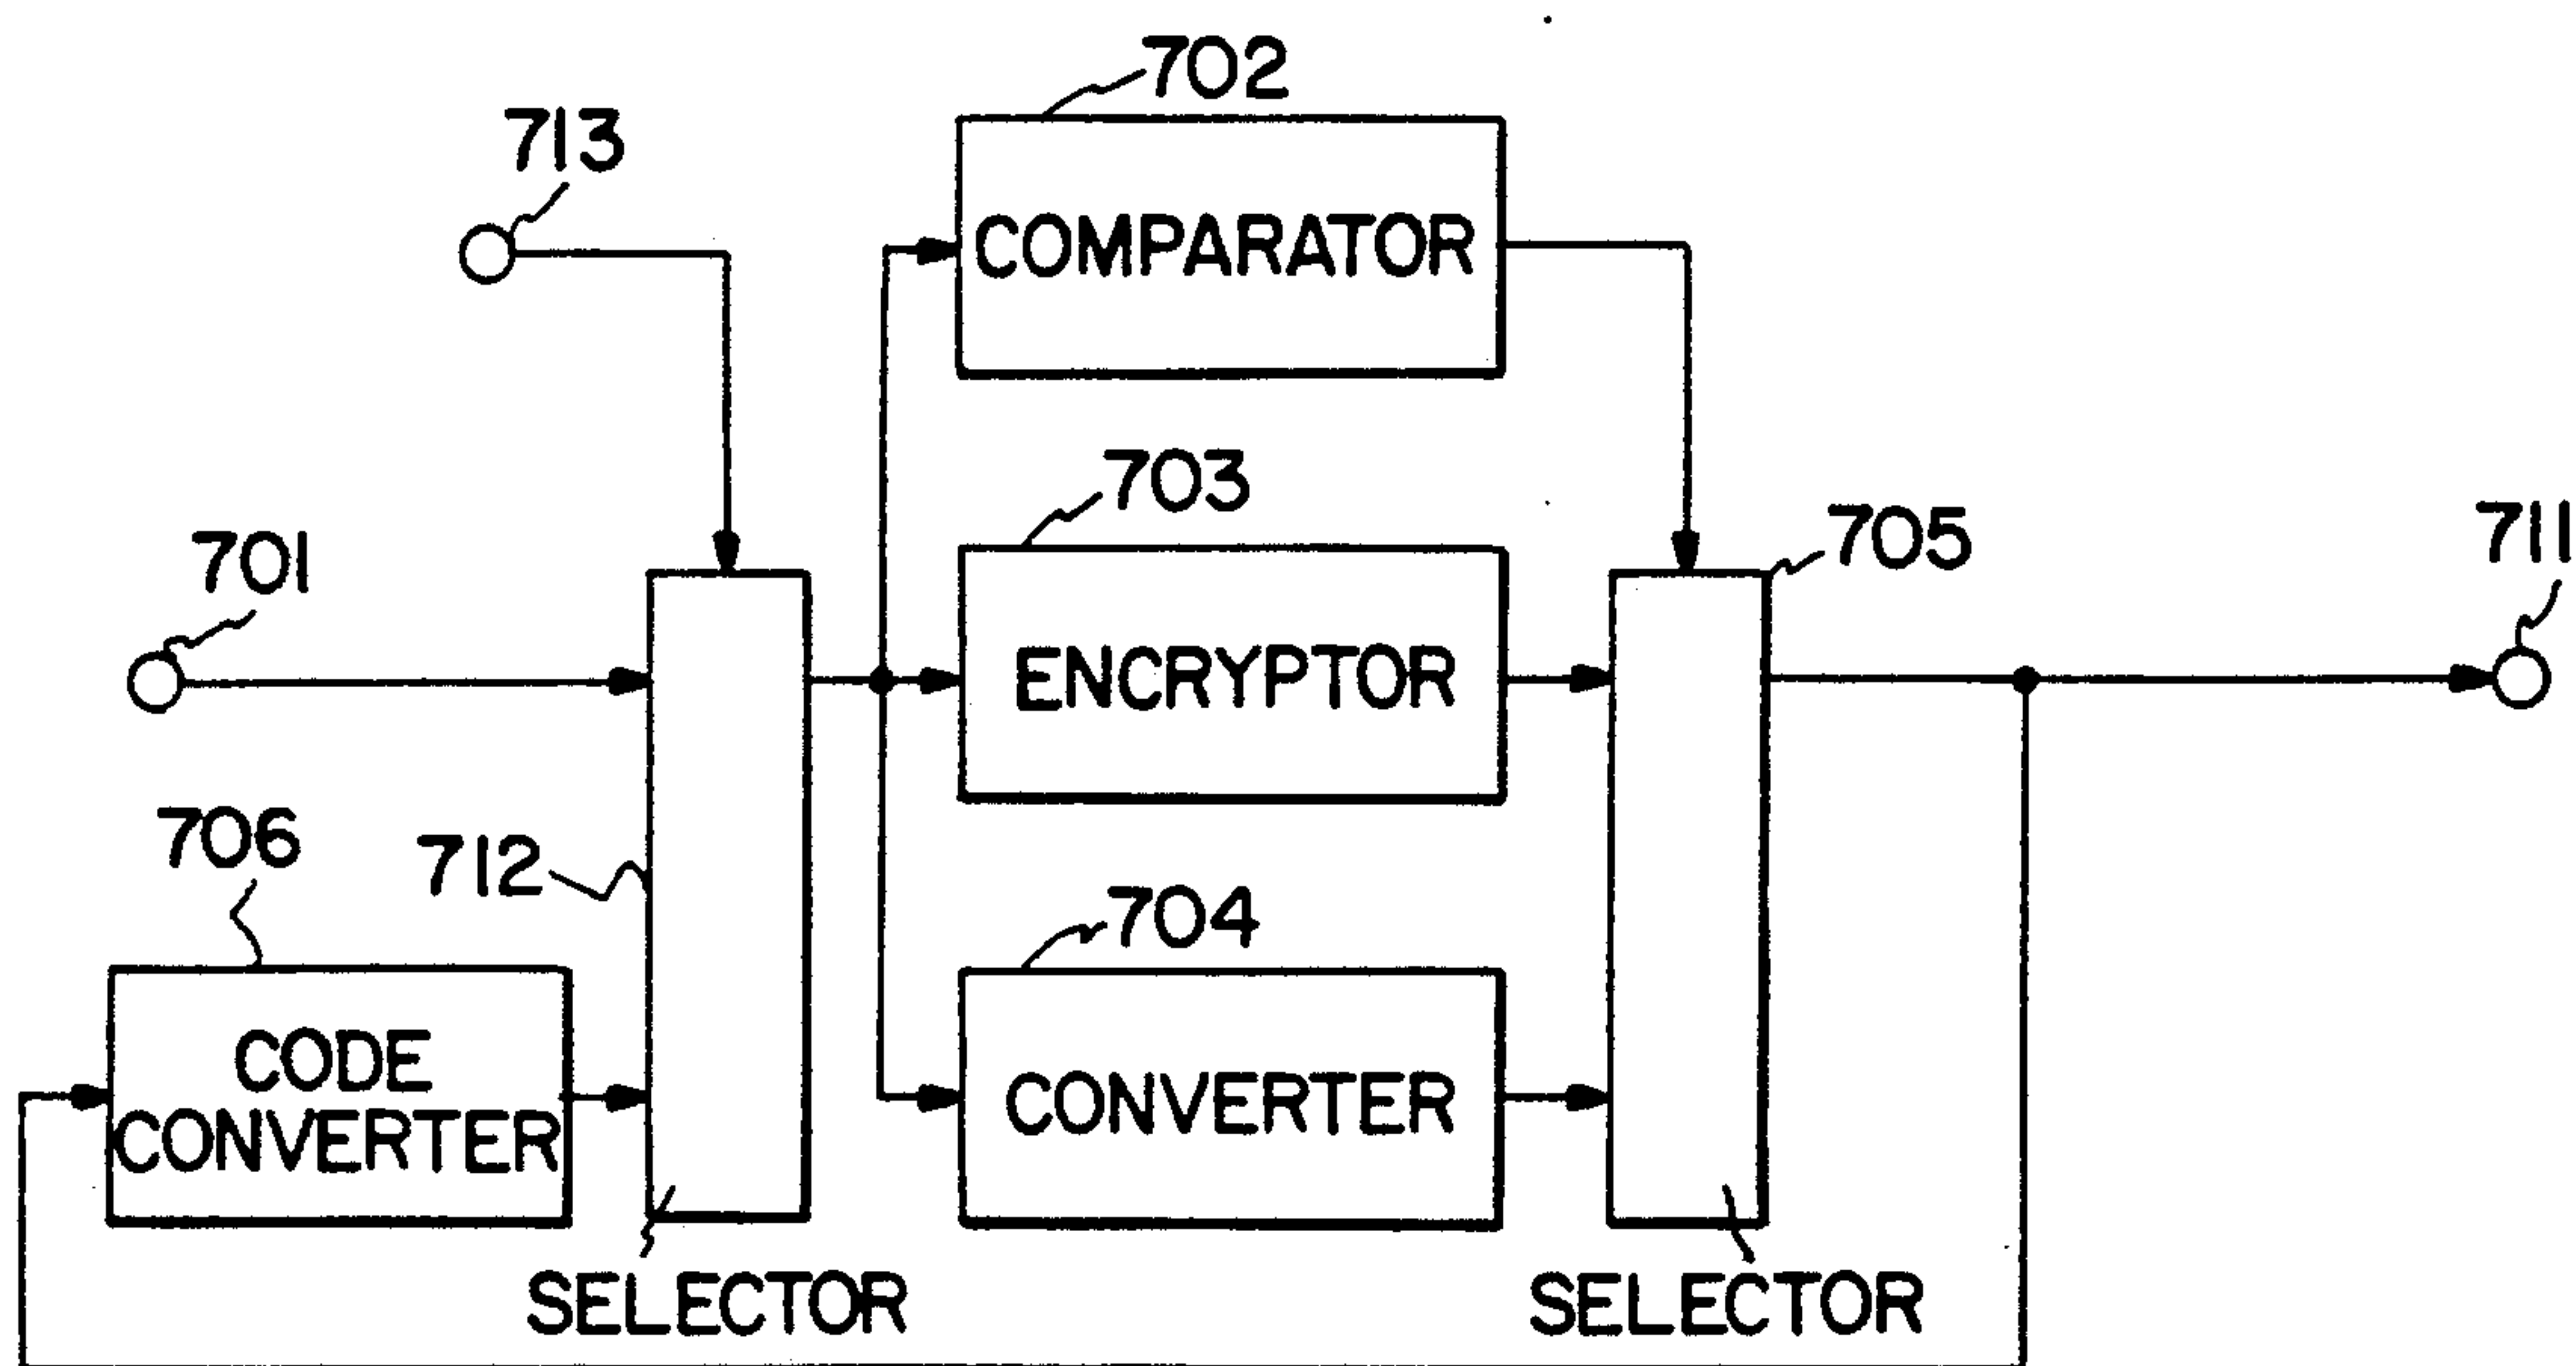 702
713
COMPARATOR
703
705
711
701
ENCRYPTOR
706
712
704
CODE
CONVERTER
CONVERTER
SELECTOR
SELECTOR